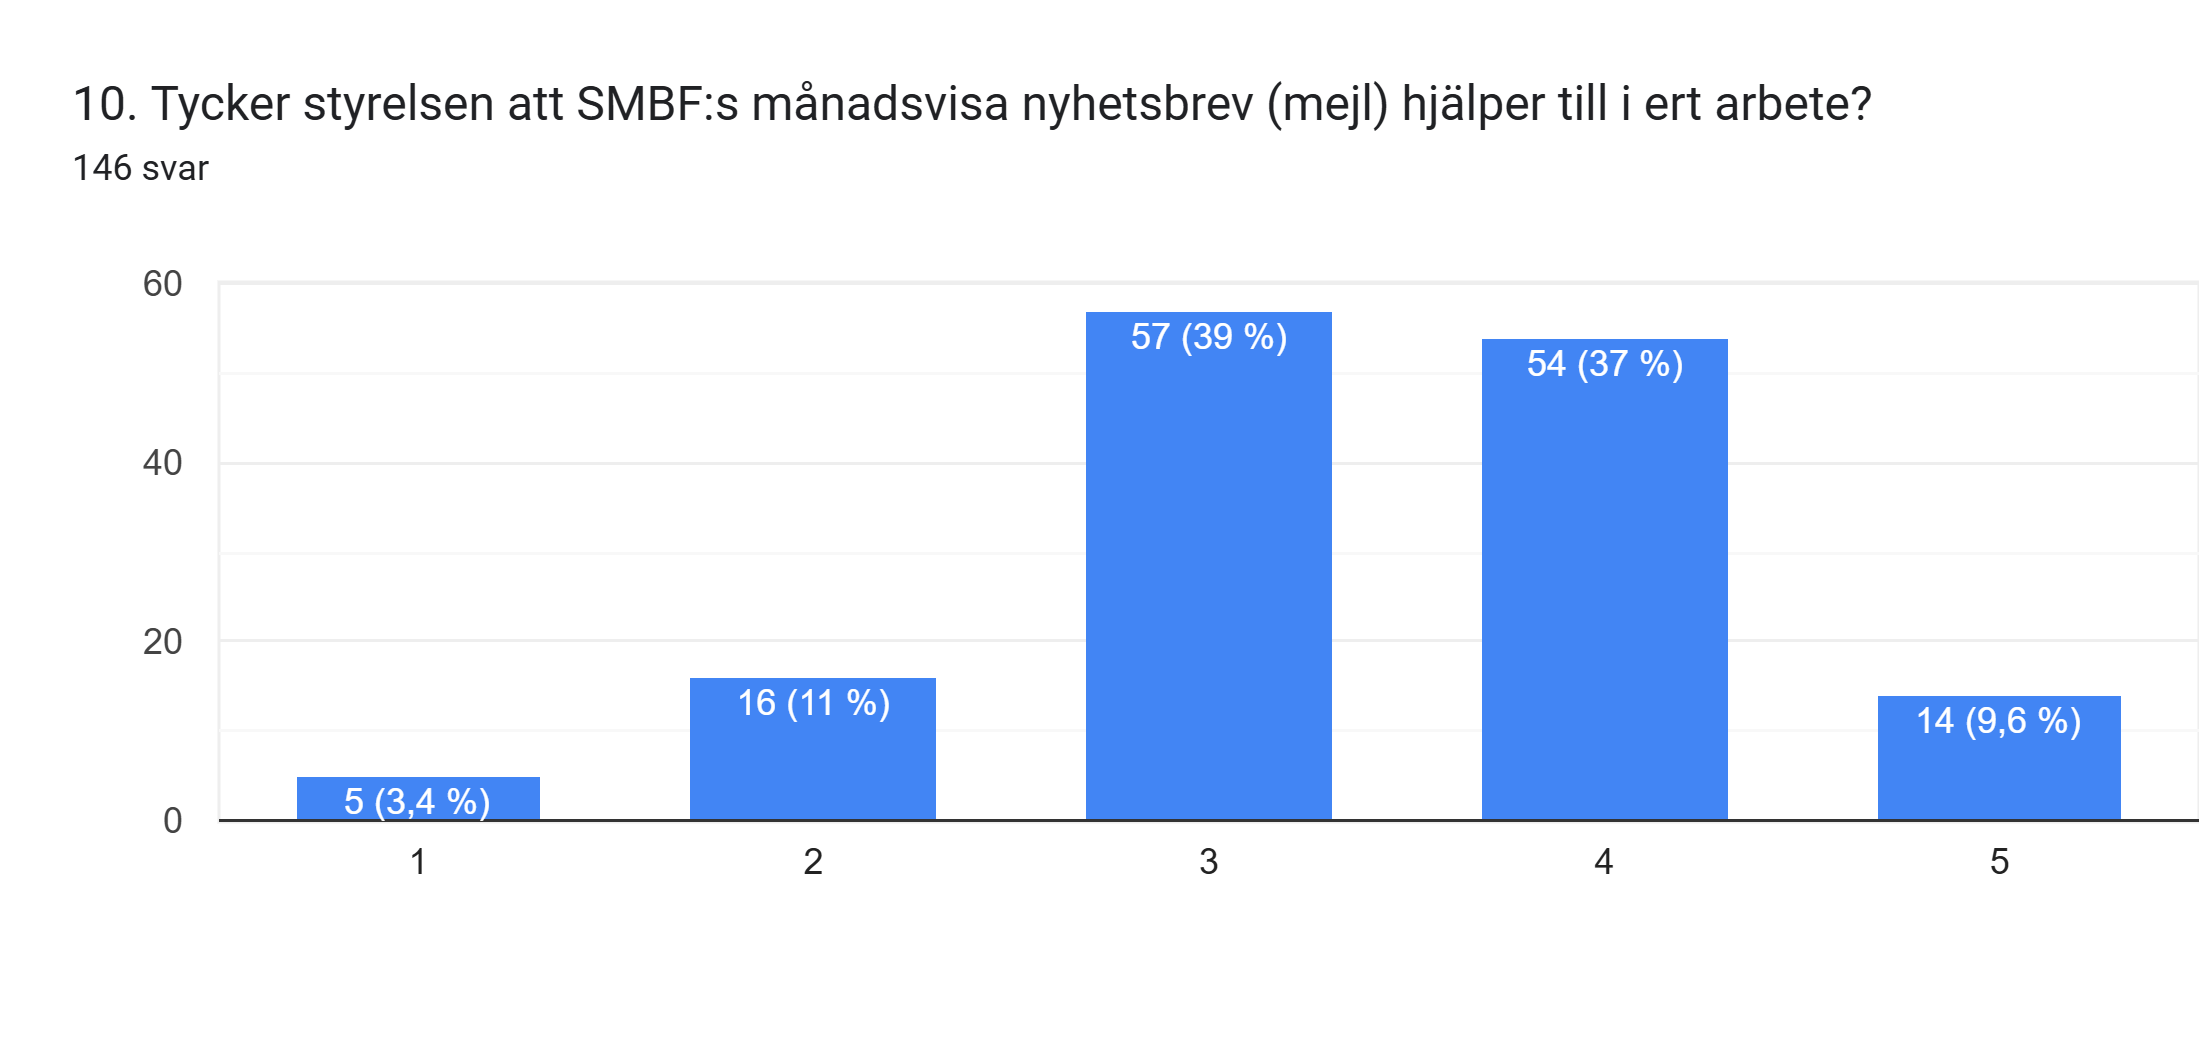 10. Tycker styrelsen att SMBF:s månadsvisa nyhetsbrev (mejl) hjälper till i ert arbete?
146 svar
60
40
20
0
5 (3,4 %)
16 (11 %)
57 (39 %)
54 (37 %)
14 (9,6 %)
1
2
3
4
5